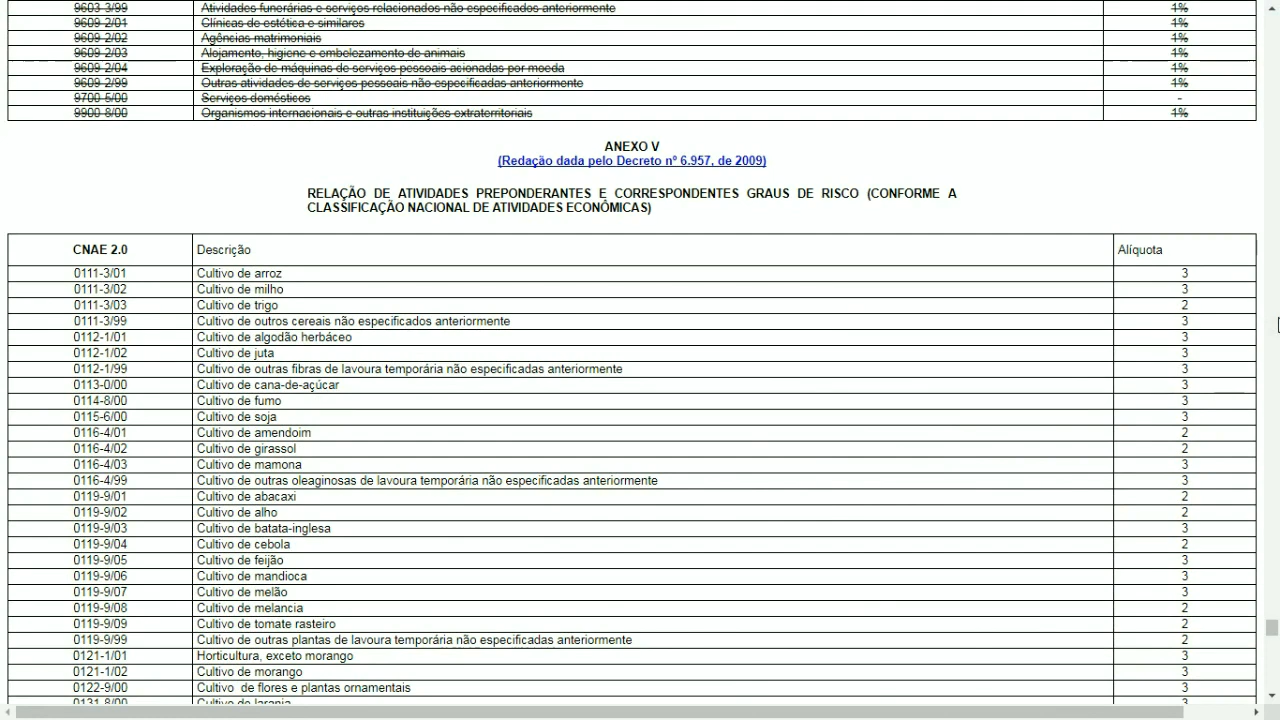 9603-3/99 Atividades funerárias e serviços relacionados não especificados anteriormente 1%
9609-2/01 Clínicas de estética e similares 1%
9609-2/02 Agências matrimoniais 1%
9609-2/03 Alojamento, higiene e embelezamento de animais 1%
9609-2/04 Exploração de máquinas de serviços pessoais acionadas por moeda 1%
9609-2/99 Outras atividades de serviços pessoais não especificadas anteriormente 1%
9700-5/00 Serviços domésticos -
9900-8/00 Organismos internacionais e outras instituições extraterritoriais 1%
ANEXO V
(Redação dada pelo Decreto nº 6.957, de 2009)
RELAÇÃO DE ATIVIDADES PREPONDERANTES E CORRESPONDENTES GRAUS DE RISCO (CONFORME A
CLASSIFICAÇÃO NACIONAL DE ATIVIDADES ECONÔMICAS)
CNAE 2.0 Descrição Alíquota
0111-3/01 Cultivo de arroz 3
0111-3/02 Cultivo de milho 3
0111-3/03 Cultivo de trigo 2
0111-3/99 Cultivo de outros cereais não especificados anteriormente 3
0112-1/01 Cultivo de algodão herbáceo 3
0112-1/02 Cultivo de juta 3
0112-1/99 Cultivo de outras fibras de lavoura temporária não especificadas anteriormente 3
0113-0/00 Cultivo de cana-de-açúcar 3
0114-8/00 Cultivo de fumo 3
0115-6/00 Cultivo de soja 3
0116-4/01 Cultivo de amendoim 2
0116-4/02 Cultivo de girassol 2
0116-4/03 Cultivo de mamona 3
0116-4/99 Cultivo de outras oleaginosas de lavoura temporária não especificadas anteriormente 3
0119-9/01 Cultivo de abacaxi 2
0119-9/02 Cultivo de alho 2
0119-9/03 Cultivo de batata-inglesa 3
0119-9/04 Cultivo de cebola 2
0119-9/05 Cultivo de feijão 3
0119-9/06 Cultivo de mandioca 3
0119-9/07 Cultivo de melão 3
0119-9/08 Cultivo de melancia 2
0119-9/09 Cultivo de tomate rasteiro 2
0119-9/99 Cultivo de outras plantas de lavoura temporária não especificadas anteriormente 2
0121-1/01 Horticultura, exceto morango 3
0121-1/02 Cultivo de morango 3
0122-9/00 Cultivo de flores e plantas ornamentais 3
0131-8/00 Cultivo de laranja